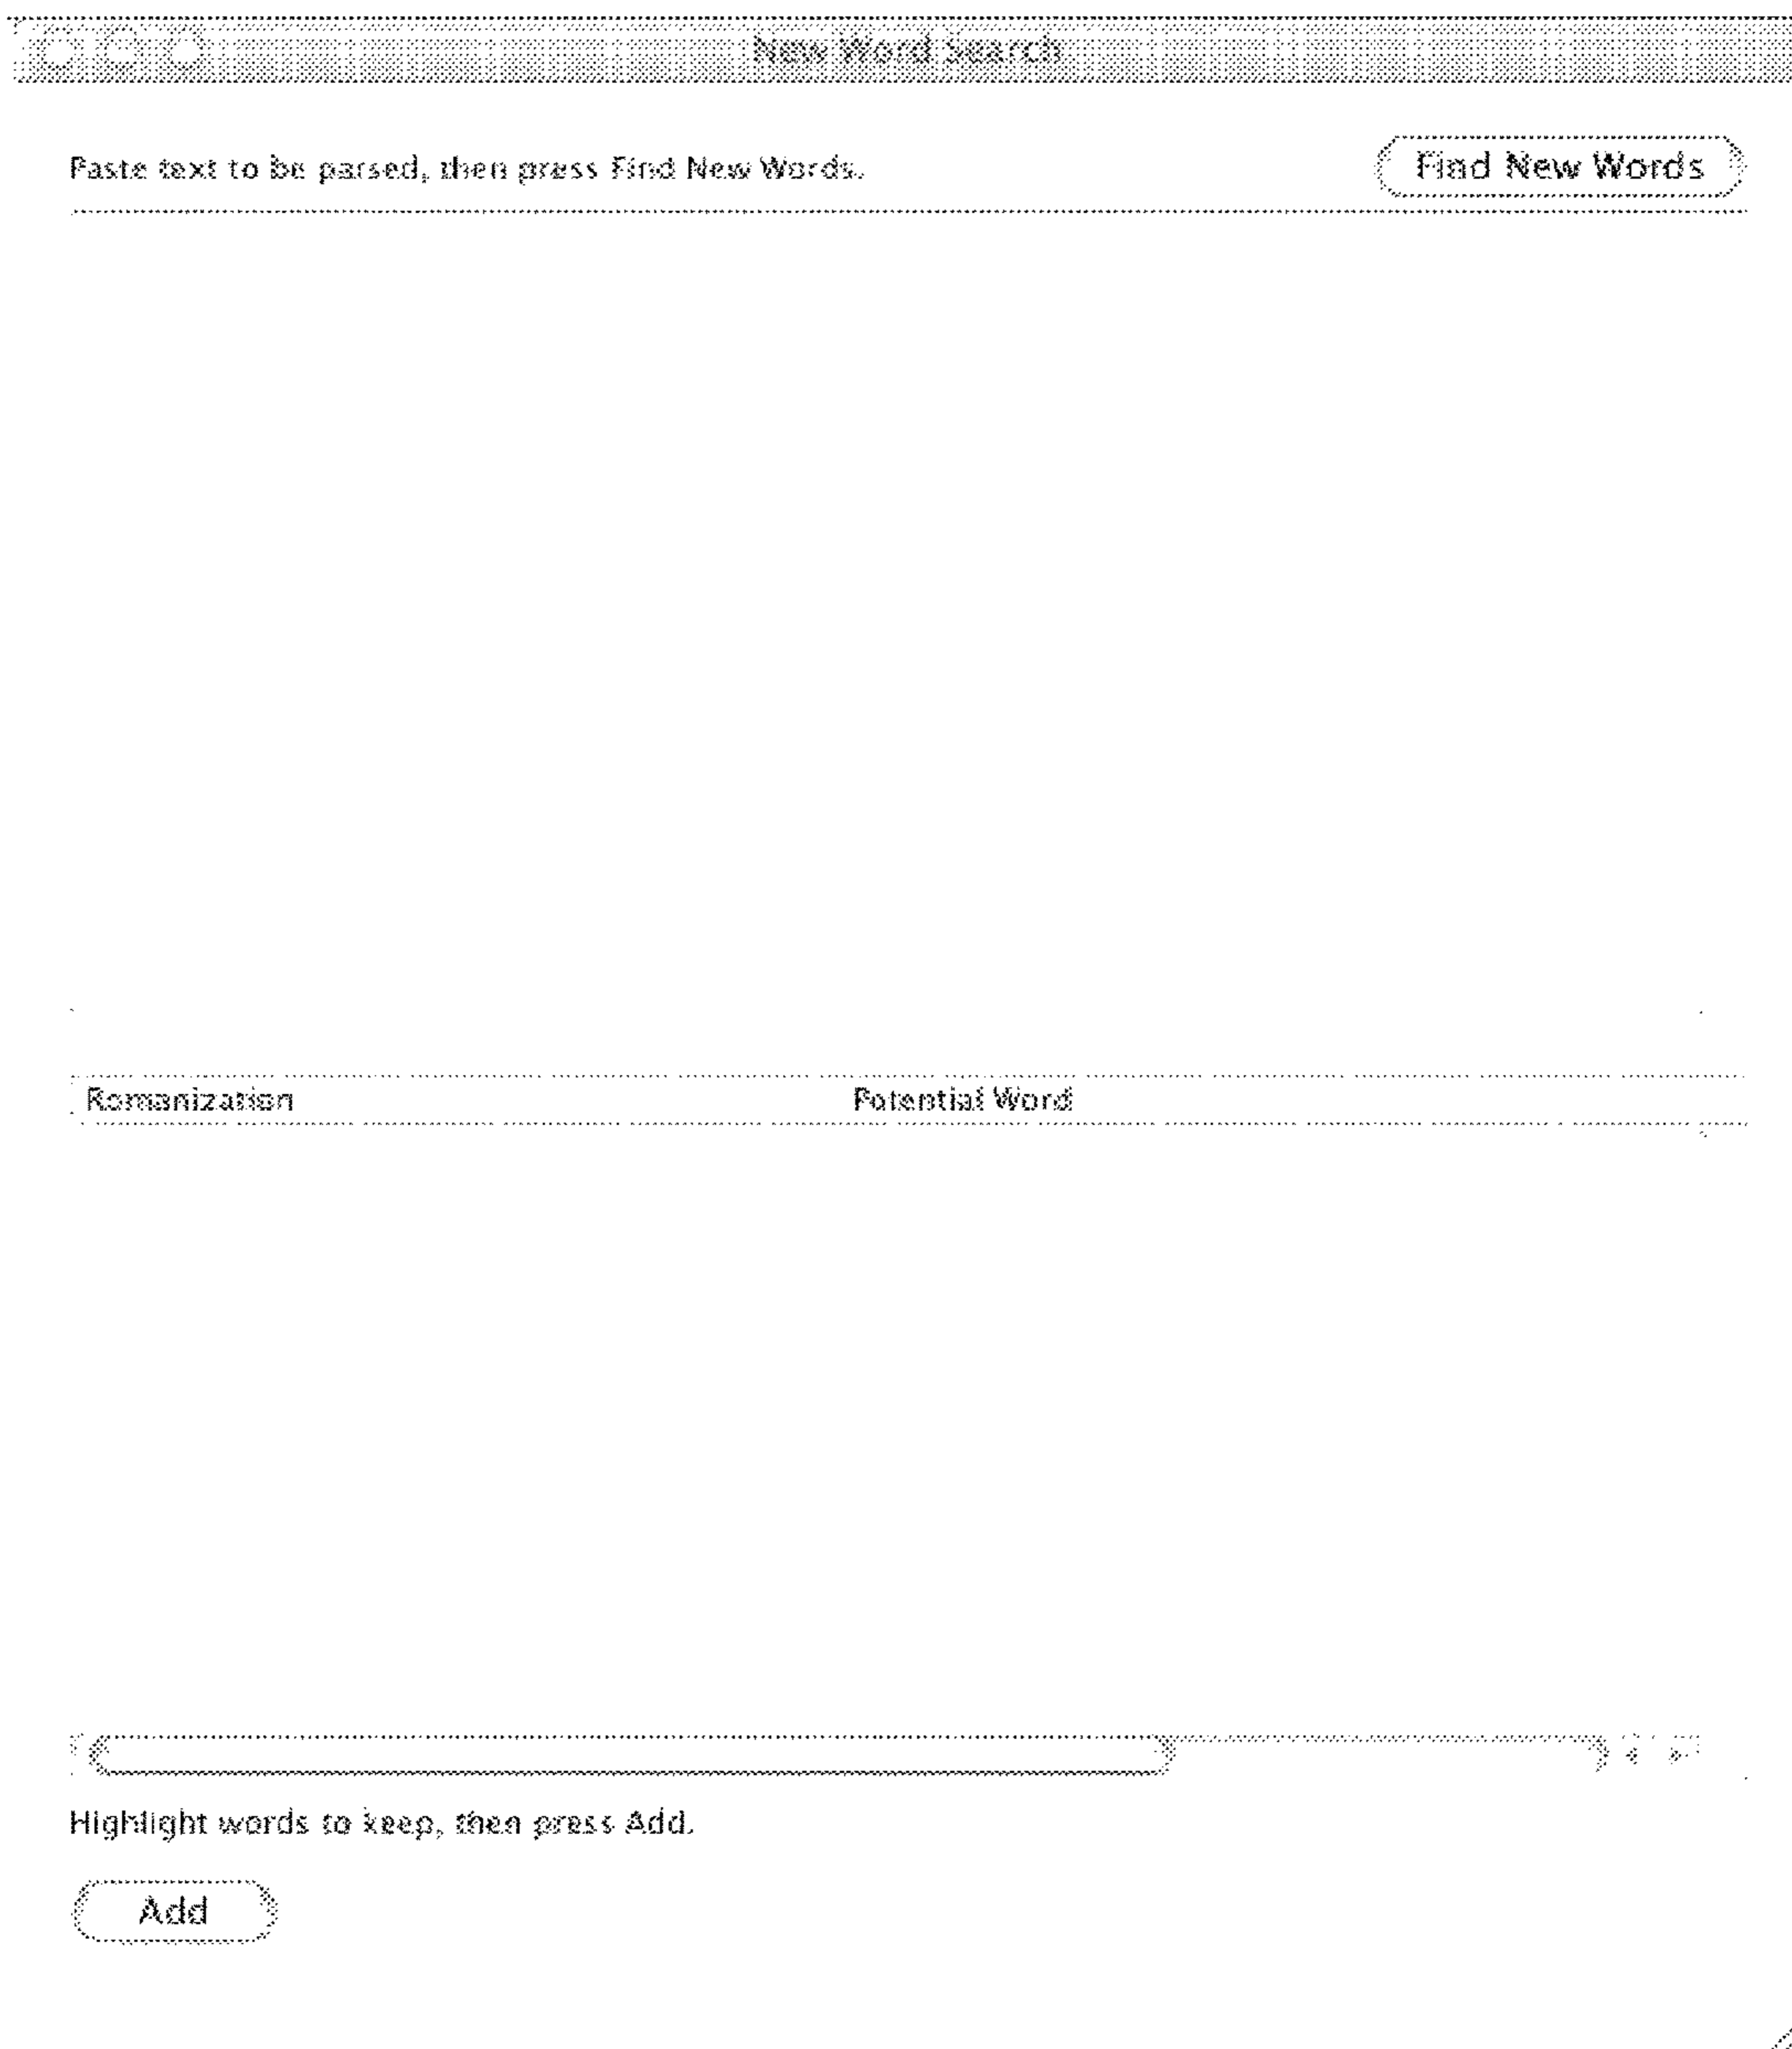 New Word Search
Paste text to be parsed, then press Find New Words.
Find New Words
Romanization
Potential Word
Highlight words to keep, then press Add.
Add